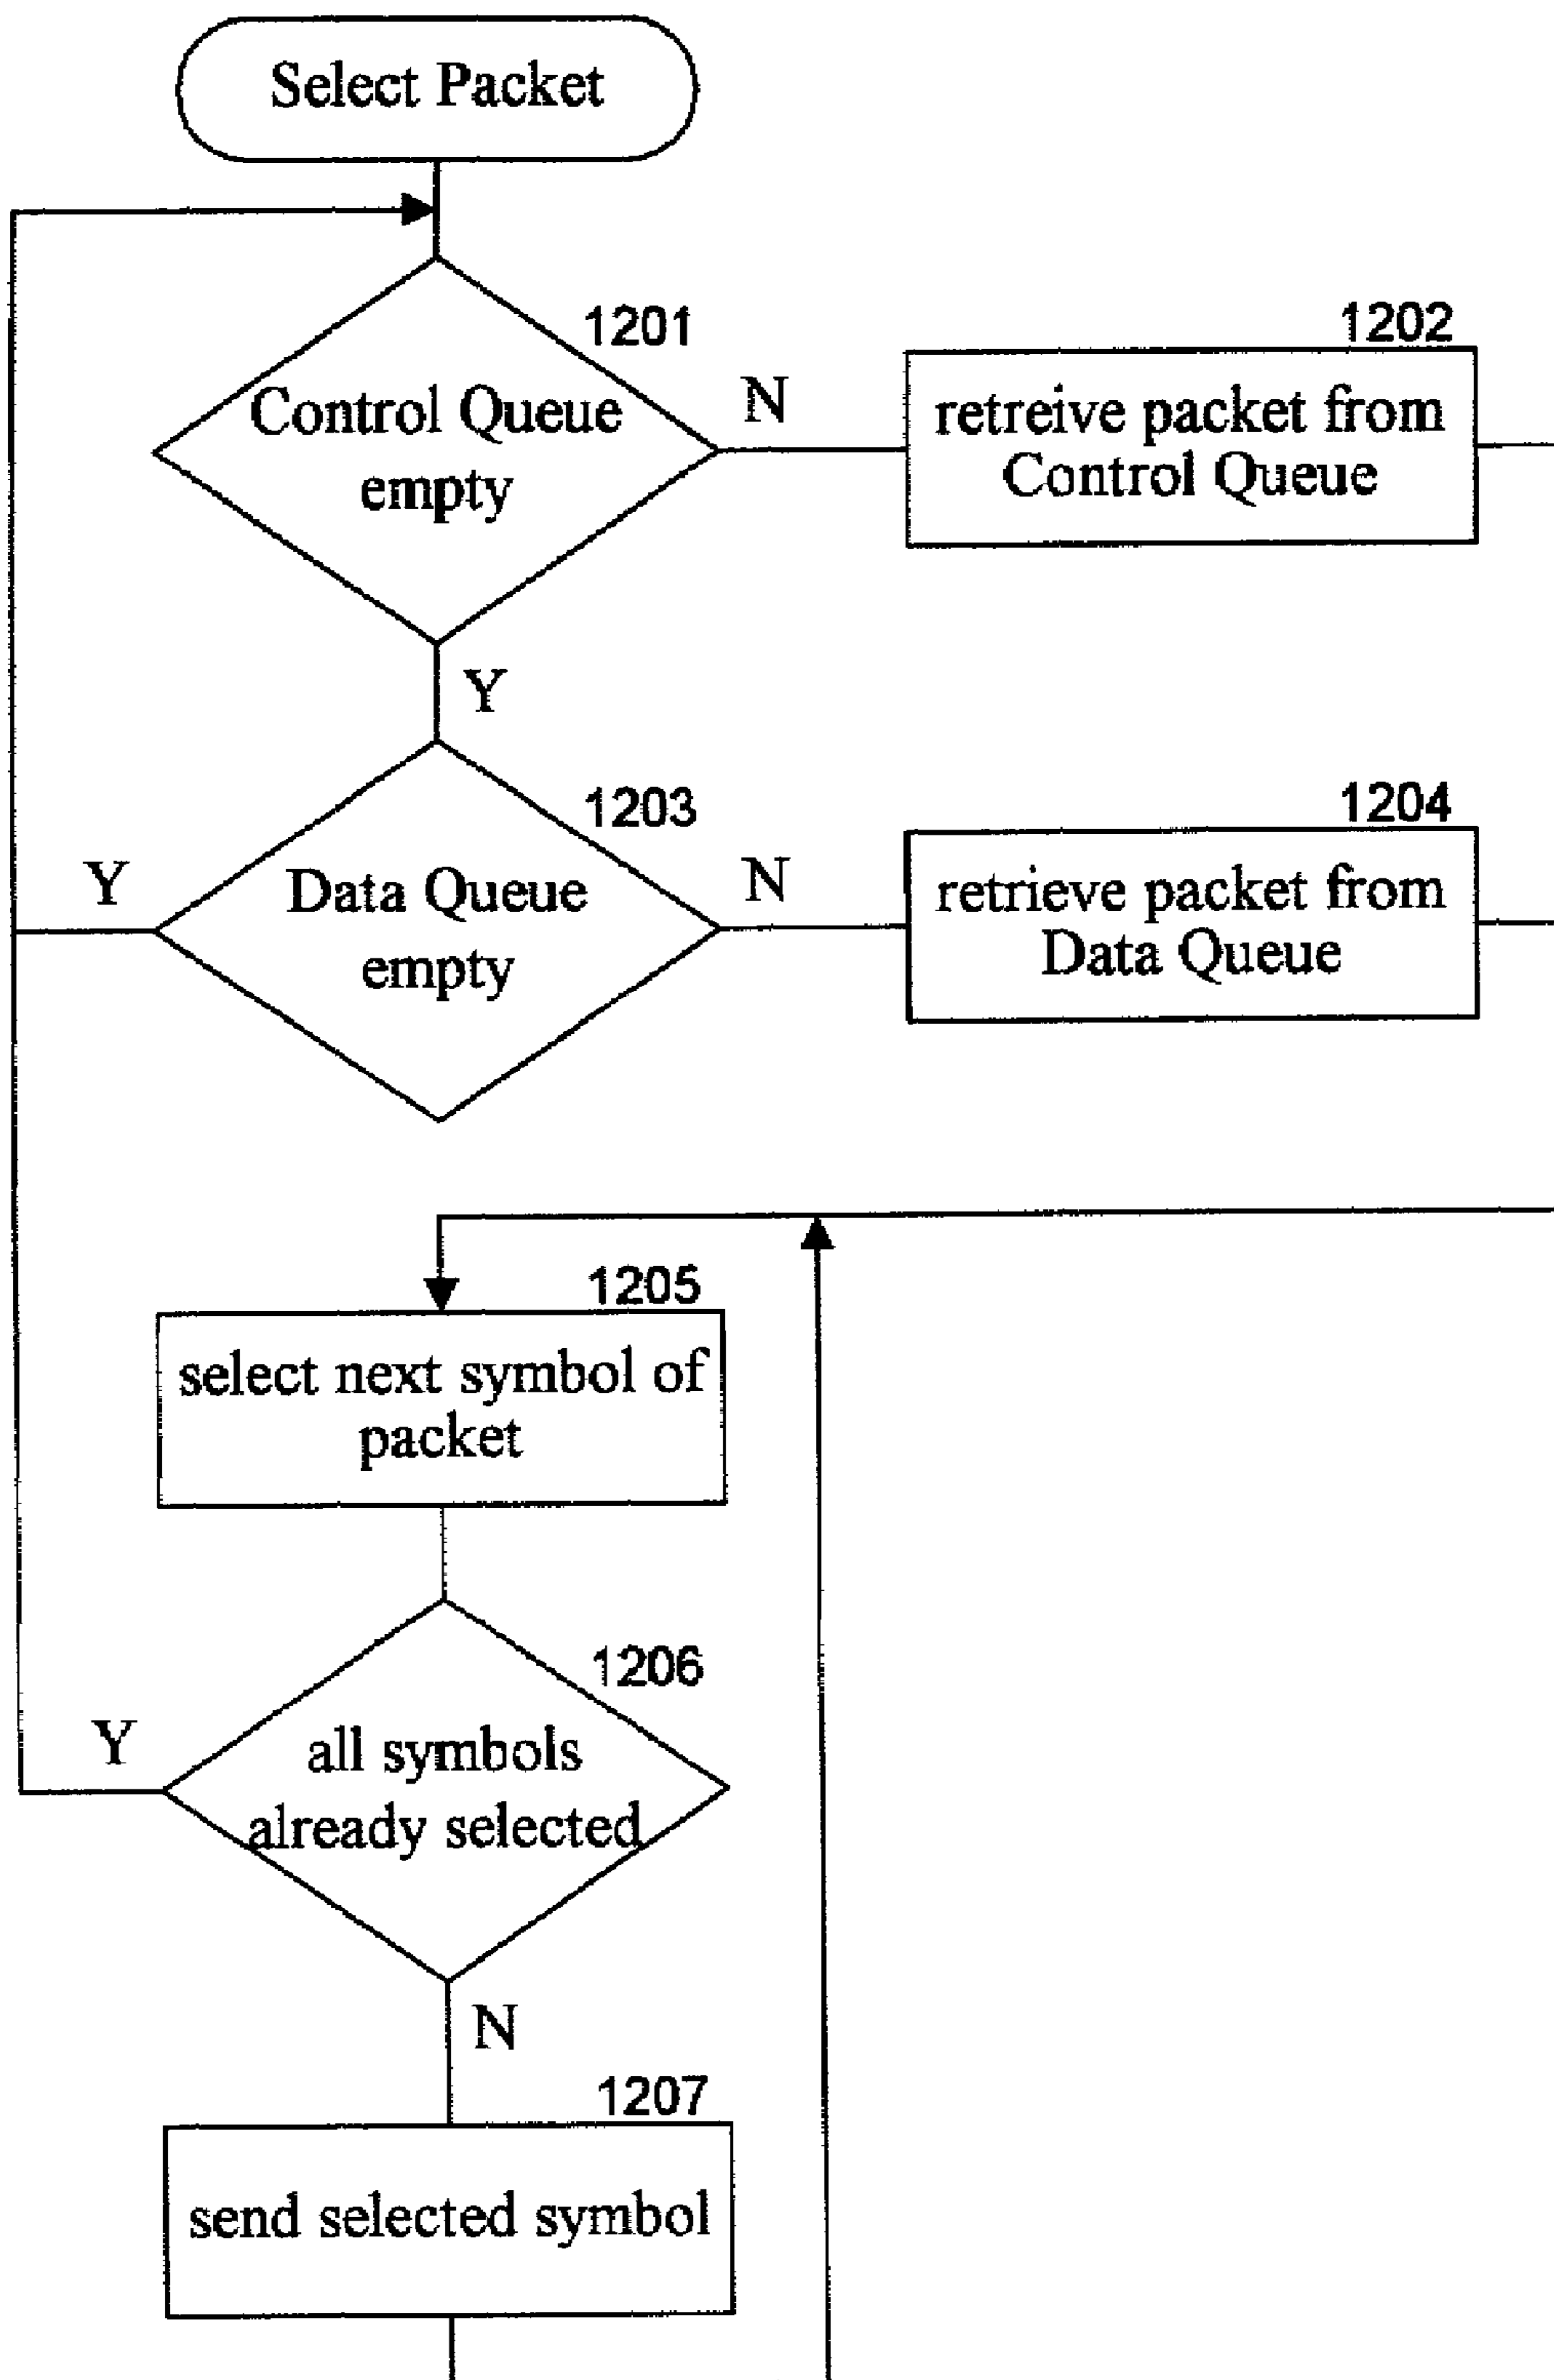 Select Packet
1201
Control Queue
empty
N
1202
retreive packet from
Control Queue
Y
1203
Data Queue
empty
Y
N
1204
retrieve packet from
Data Queue
1205
select next symbol of
packet
1206
all symbols
already selected
Y
N
1207
send selected symbol